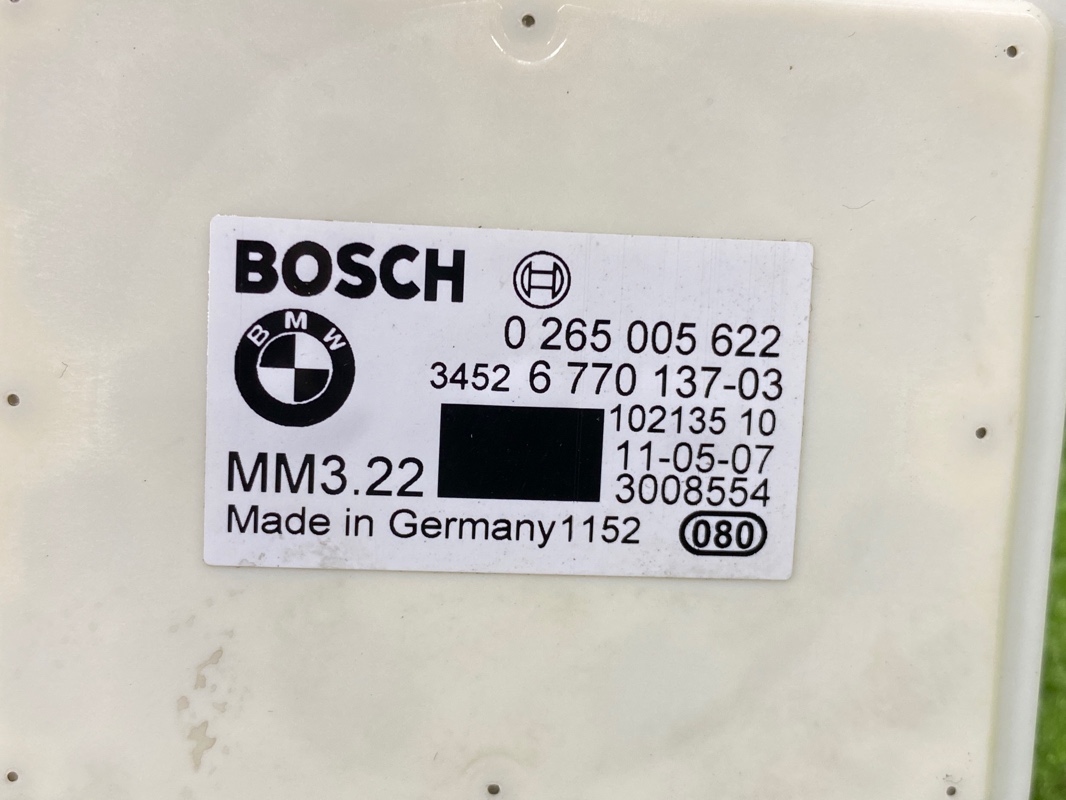 BOSCH
0 265 005 622
BMW
3452 6 770 137-03
102135 10
11-05-07
MM3.22
3008554
Made in Germany1152
080